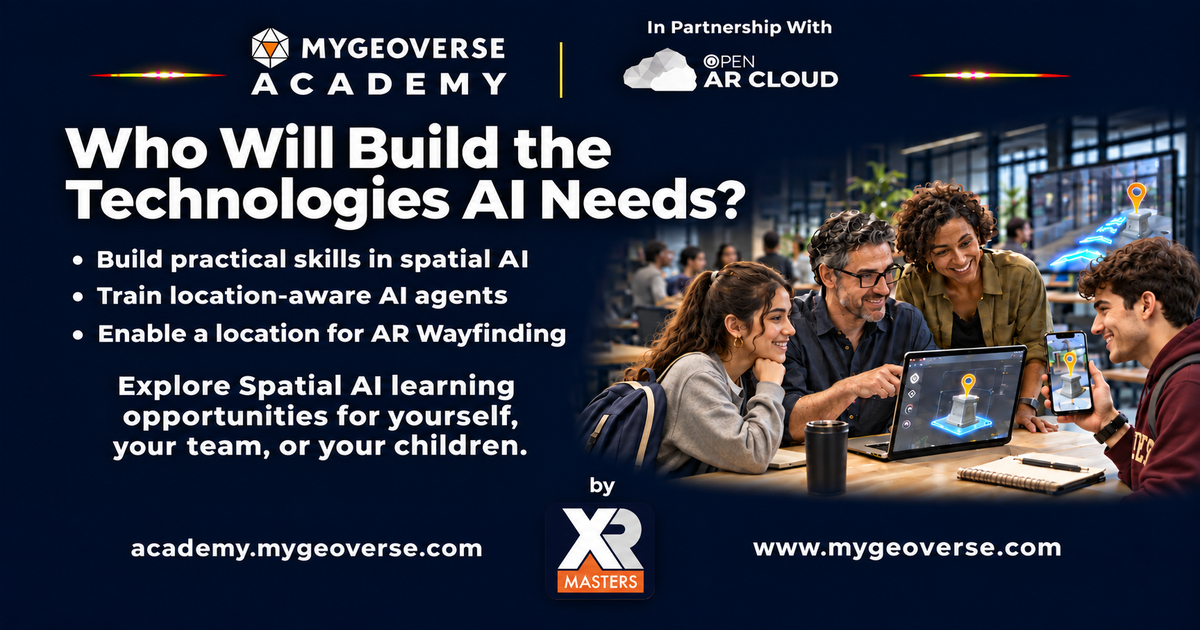 MYGEOVERSE
ACADEMY
In Partnership With
OPEN
AR CLOUD
Who Will Build the
Technologies AI Needs?
• Build practical skills in spatial AI
• Train location-aware AI agents
• Enable a location for AR Wayfinding
Explore Spatial AI learning
opportunities for yourself,
your team, or your children.
by
XR
MASTERS
academy.mygeoverse.com
www.mygeoverse.com